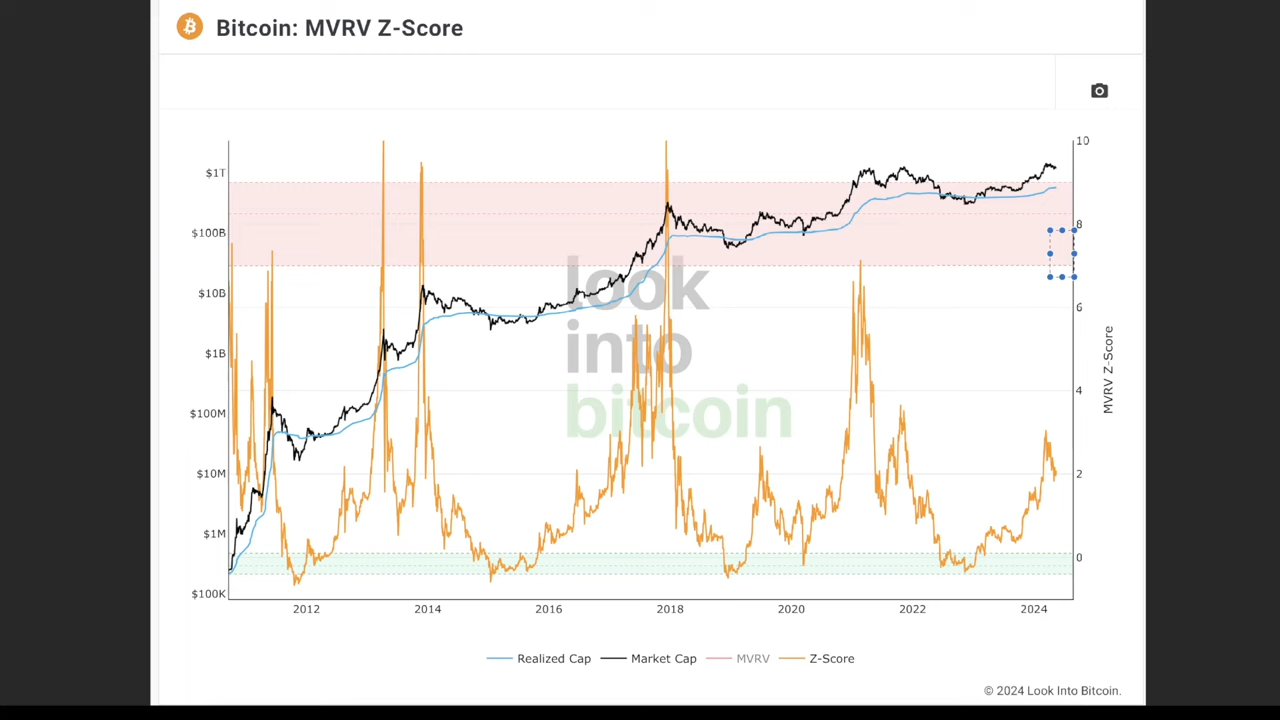 Bitcoin: MVRV Z-Score
10
$1T
8
$100B
look
$10B
6
into
$1B
MVRV Z-Score
4
bitcoin
$100M
$10M
2
$1M
0
$100K
2012 2014 2016 2018 2020 2022 2024
Realized Cap Market Cap MVRV Z-Score
© 2024 Look Into Bitcoin.